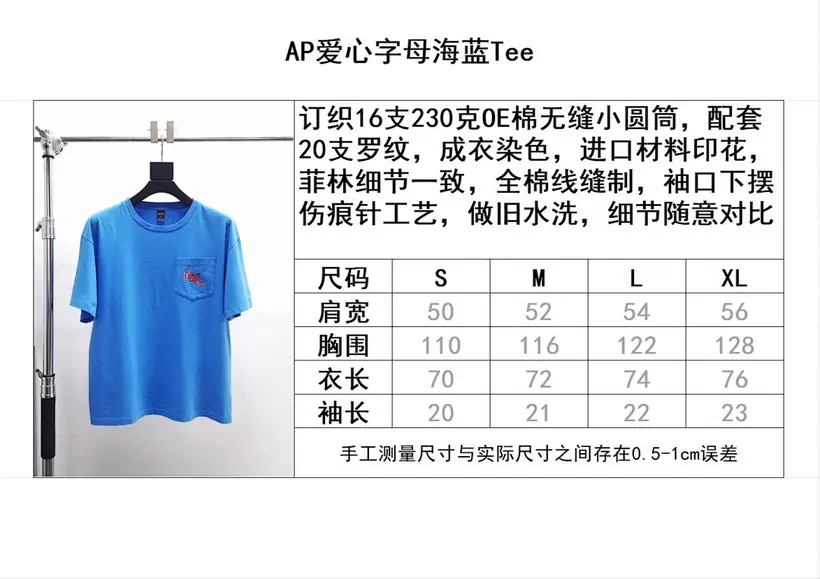 AP爱心字母海蓝Tee
订织16支230克OE棉无缝小圆筒，配套
20支罗纹，成衣染色，进口材料印花，
菲林细节一致，全棉线缝制，袖口下摆
伤痕针工艺，做旧水洗，细节随意对比
尺码 S M L XL
肩宽 50 52 54 56
胸围 110 116 122 128
衣长 70 72 74 76
袖长 20 21 22 23
手工测量尺寸与实际尺寸之间存在0.5-1cm误差